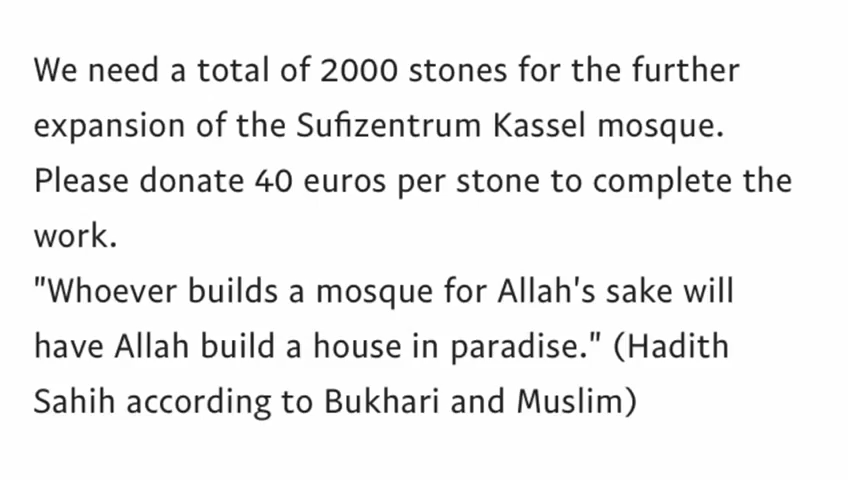 We need a total of 2000 stones for the further
expansion of the Sufizentrum Kassel mosque.
Please donate 40 euros per stone to complete the
work.
"Whoever builds a mosque for Allah's sake will
have Allah build a house in paradise." (Hadith
Sahih according to Bukhari and Muslim)